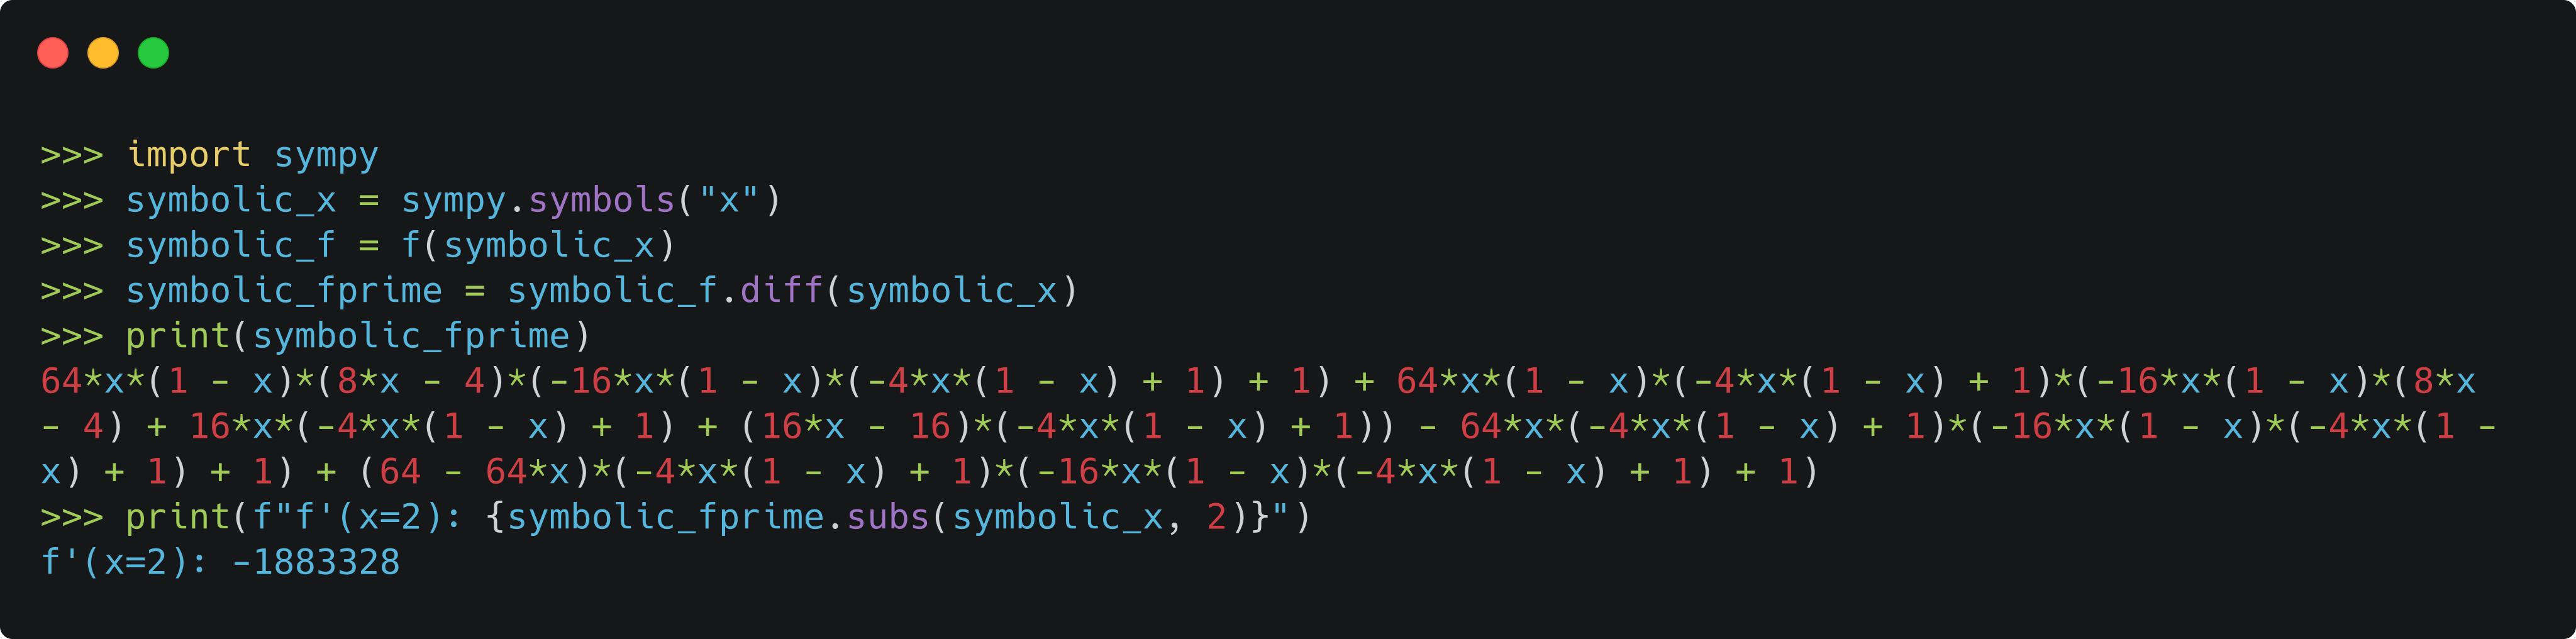 >>> import sympy
>>> symbolic_x = sympy.symbols("x")
>>> symbolic_f = f(symbolic_x)
>>> symbolic_fprime = symbolic_f.diff(symbolic_x)
>>> print(symbolic_fprime)
64*x*(1 - x)*(8*x - 4)*(-16*x*(1 - x)*(-4*x*(1 - x) + 1) + 1) + 64*x*(1 - x)*(-4*x*(1 - x) + 1)*(-16*x*(1 - x)*(8*x
- 4) + 16*x*(-4*x*(1 - x) + 1) + (16*x - 16)*(-4*x*(1 - x) + 1)) - 64*x*(-4*x*(1 - x) + 1)*(-16*x*(1 - x)*(-4*x*(1 -
x) + 1) + 1) + (64 - 64*x)*(-4*x*(1 - x) + 1)*(-16*x*(1 - x)*(-4*x*(1 - x) + 1) + 1)
>>> print(f"f'(x=2): {symbolic_fprime.subs(symbolic_x, 2)}")
f'(x=2): -1883328